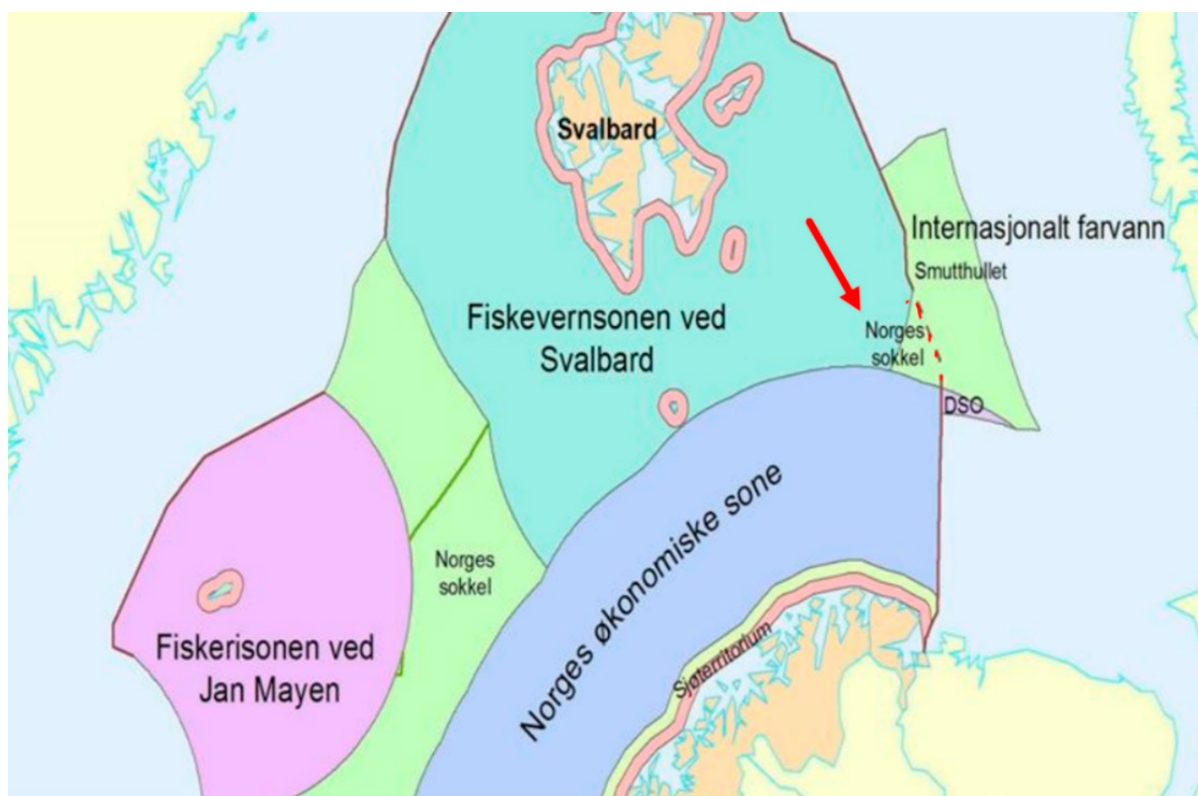 Svalbard
Internasjonalt farvann
Smutthullet
Fiskevernsonen ved
Svalbard
Norges
sokkel
DSO
Norges økonomiske sone
Norges
sokkel
Sjøterritorium
Fiskerisonen ved
Jan Mayen